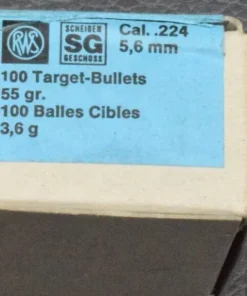 RWS
SCHEIBEN
SG
GESCHOSS
Cal. .224
5,6 mm
100 Target-Bullets
55 gr.
100 Balles Cibles
3,6 g